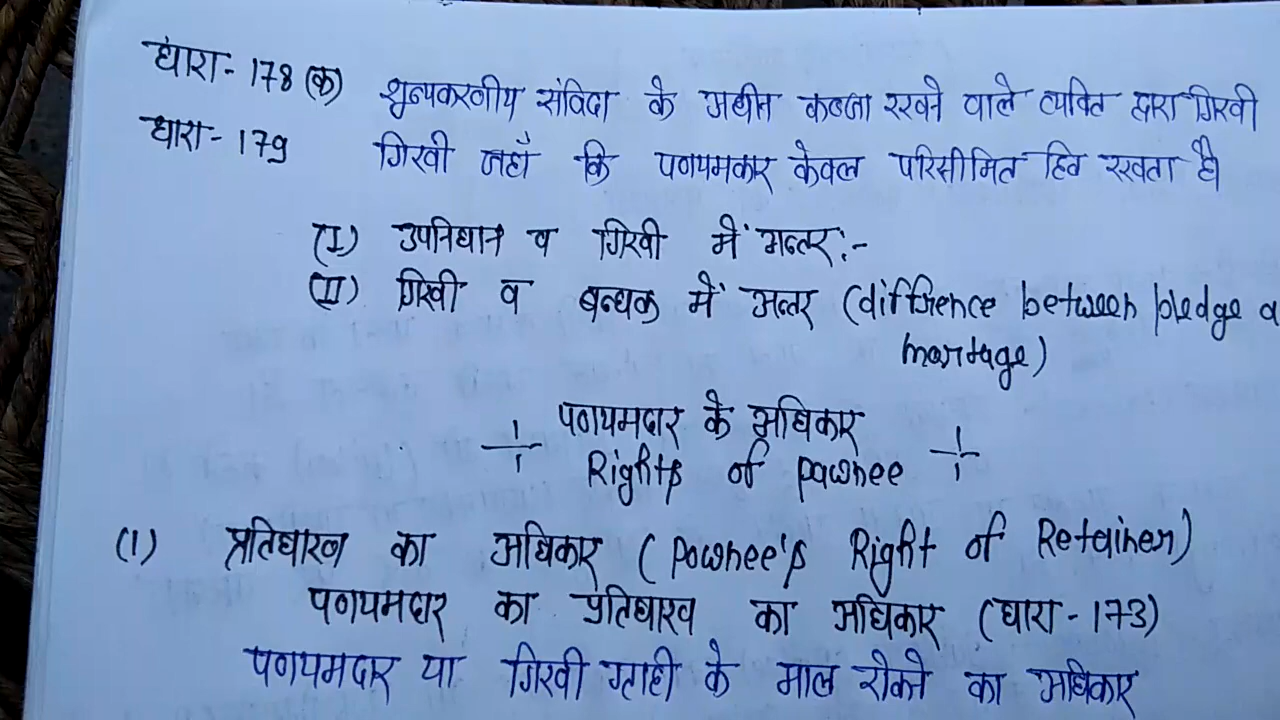 धारा - 178 (क) शून्यकरणीय संविदा के अधीन कब्जा रखने वाले व्यक्ति द्वारा गिरवी
धारा - 179 गिरवी जहाँ कि पणयमकार केवल परिसीमित हित रखता है
(I) उपनिधान व गिरवी में अन्तर :-
(II) गिरवी व बन्धक में अन्तर (diffrence between pledge a
mortage)
पणयमदार के अधिकार
Rights of pawnee
(1) प्रतिधारण का अधिकार (pawnee's Right of Retainer)
पणयमदार का प्रतिधारण का अधिकार (धारा - 173)
पणयमदार या गिरवी ग्राही के माल रोकने का अधिकार